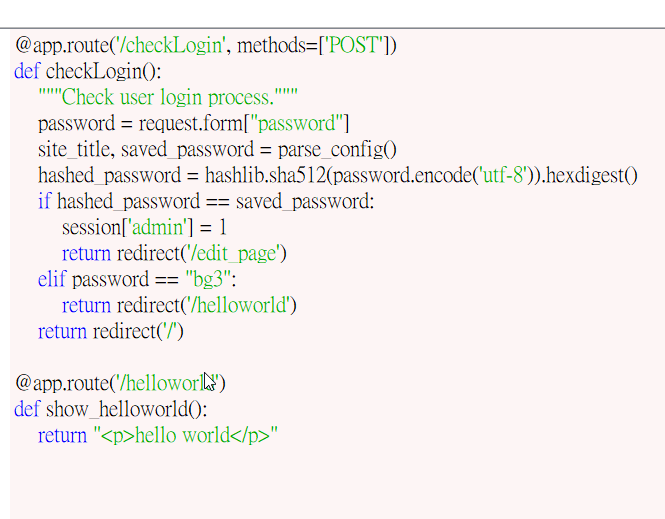 @app.route('/checkLogin', methods=['POST'])
def checkLogin():
"""Check user login process."""
password = request.form["password"]
site_title, saved_password = parse_config()
hashed_password = hashlib.sha512(password.encode('utf-8')).hexdigest()
if hashed_password == saved_password:
session['admin'] = 1
return redirect('/edit_page')
elif password == "bg3":
return redirect('/helloworld')
return redirect('/')
@app.route('/helloworld')
def show_helloworld():
return "<p>hello world</p>"